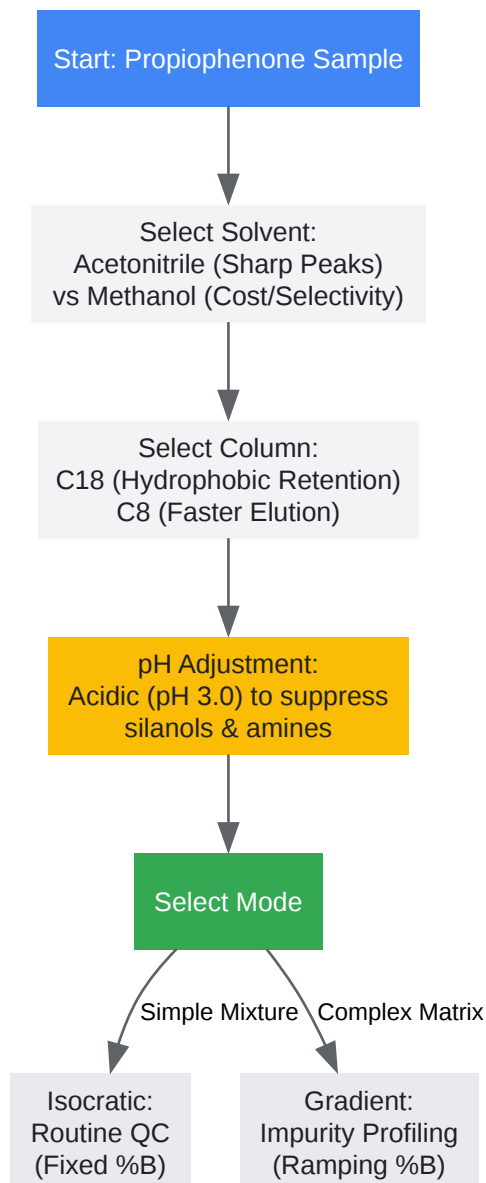 Start: Propiophenone Sample
Select Solvent:
Acetonitrile (Sharp Peaks)
vs Methanol (Cost/Selectivity)
Select Column:
C18 (Hydrophobic Retention)
C8 (Faster Elution)
pH Adjustment:
Acidic (pH 3.0) to suppress
silanols & amines
Select Mode
Simple Mixture
Complex Matrix
Isocratic:
Routine QC
(Fixed %B)
Gradient:
Impurity Profiling
(Ramping %B)